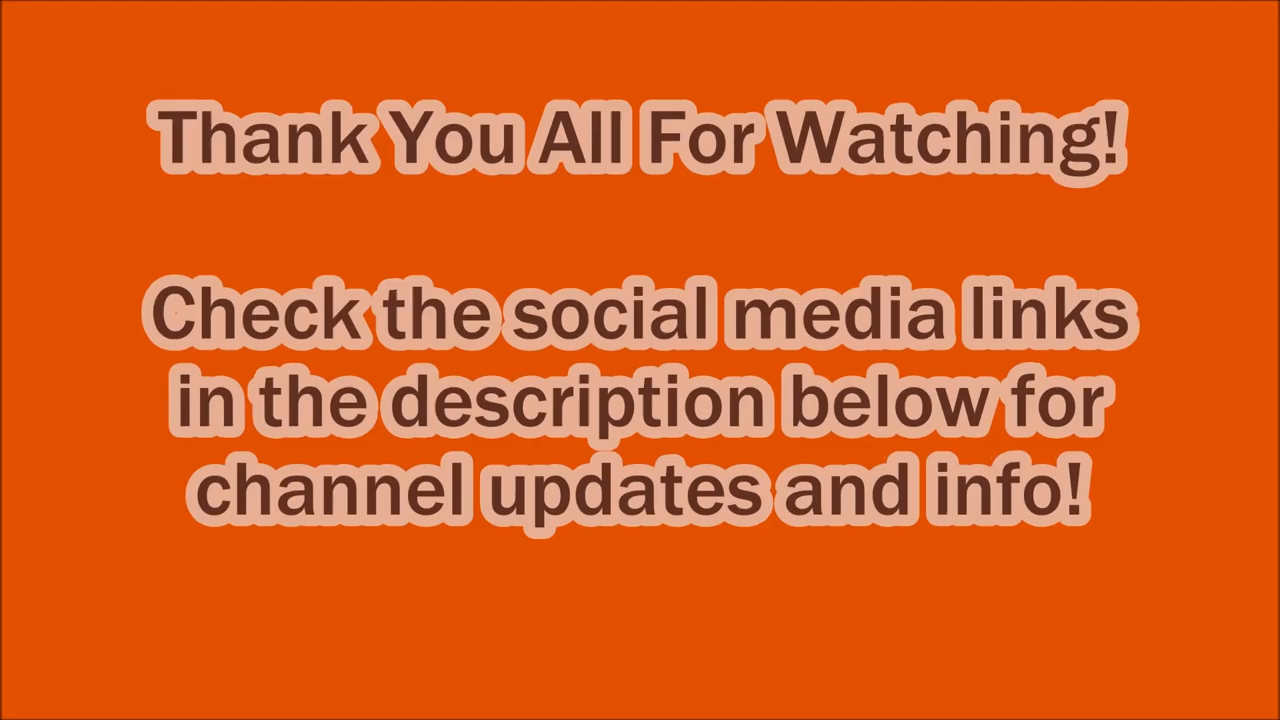 Thank You All For Watching!
Check the social media links
in the description below for
channel updates and info!